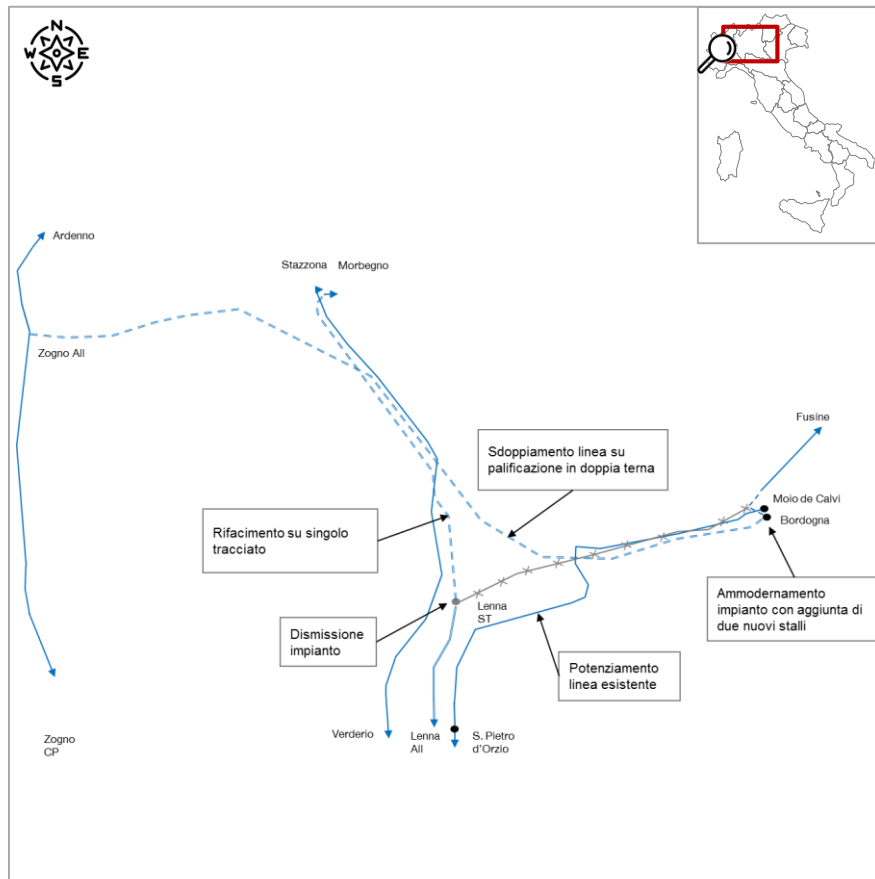 N
W E
S
Ardenno
Stazzona Morbegno
Zogno All
Fusine
Sdoppiamento linea su
palificazione in doppia terna
Moio de Calvi
Bordogna
Rifacimento su singolo
tracciato
Ammodernamento
impianto con aggiunta di
due nuovi stalli
Lenna
ST
Dismissione
impianto
Potenziamento
linea esistente
Zogno
CP
Verderio
Lenna
All
S. Pietro
d'Orzio